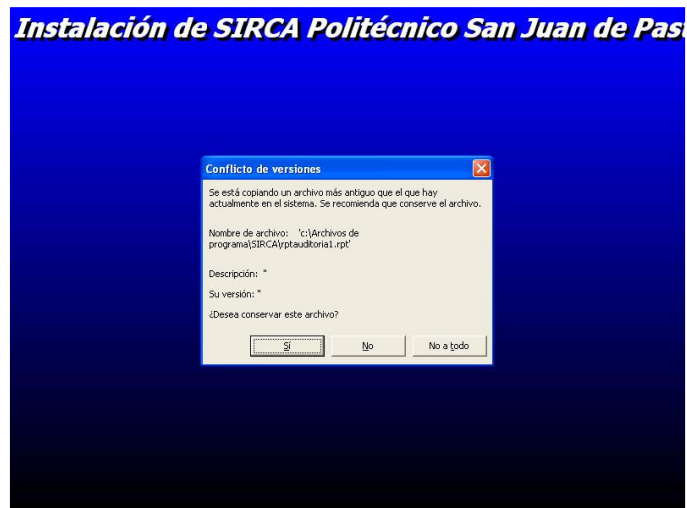 Instalación de SIRCA Politécnico San Juan de
Conflicto de versiones
Se está copiando un archivo más antiguo que el que hay
actualmente en el sistema. Se recomienda que conserve el archivo.
Nombre de archivo: 'c:\Archivos de
programa\SIRCA\rptauditoria1.rpt'
Descripción: "
Su versión: "
¿Desea conservar este archivo?
Sí No No a todo